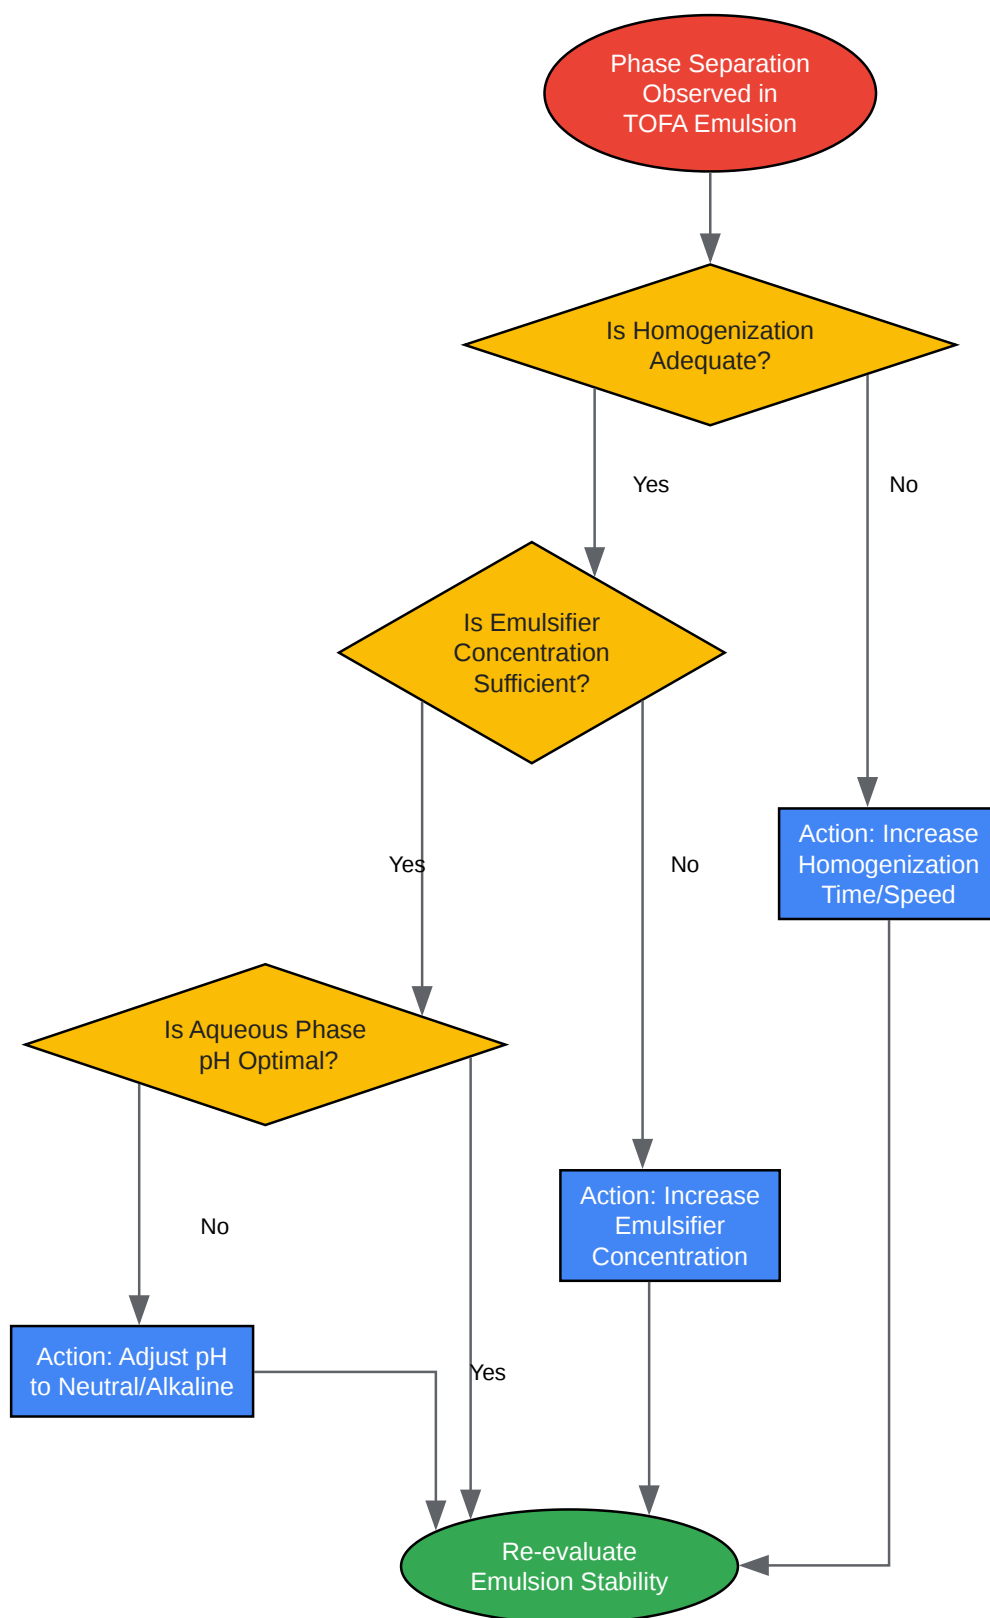 Phase Separation
Observed in
TOFA Emulsion
Is Homogenization
Adequate?
Yes
No
Is Emulsifier
Concentration
Sufficient?
Yes
No
Action: Increase
Homogenization
Time/Speed
Is Aqueous Phase
pH Optimal?
No
Action: Increase
Emulsifier
Concentration
Action: Adjust pH
to Neutral/Alkaline
Yes
Re-evaluate
Emulsion Stability